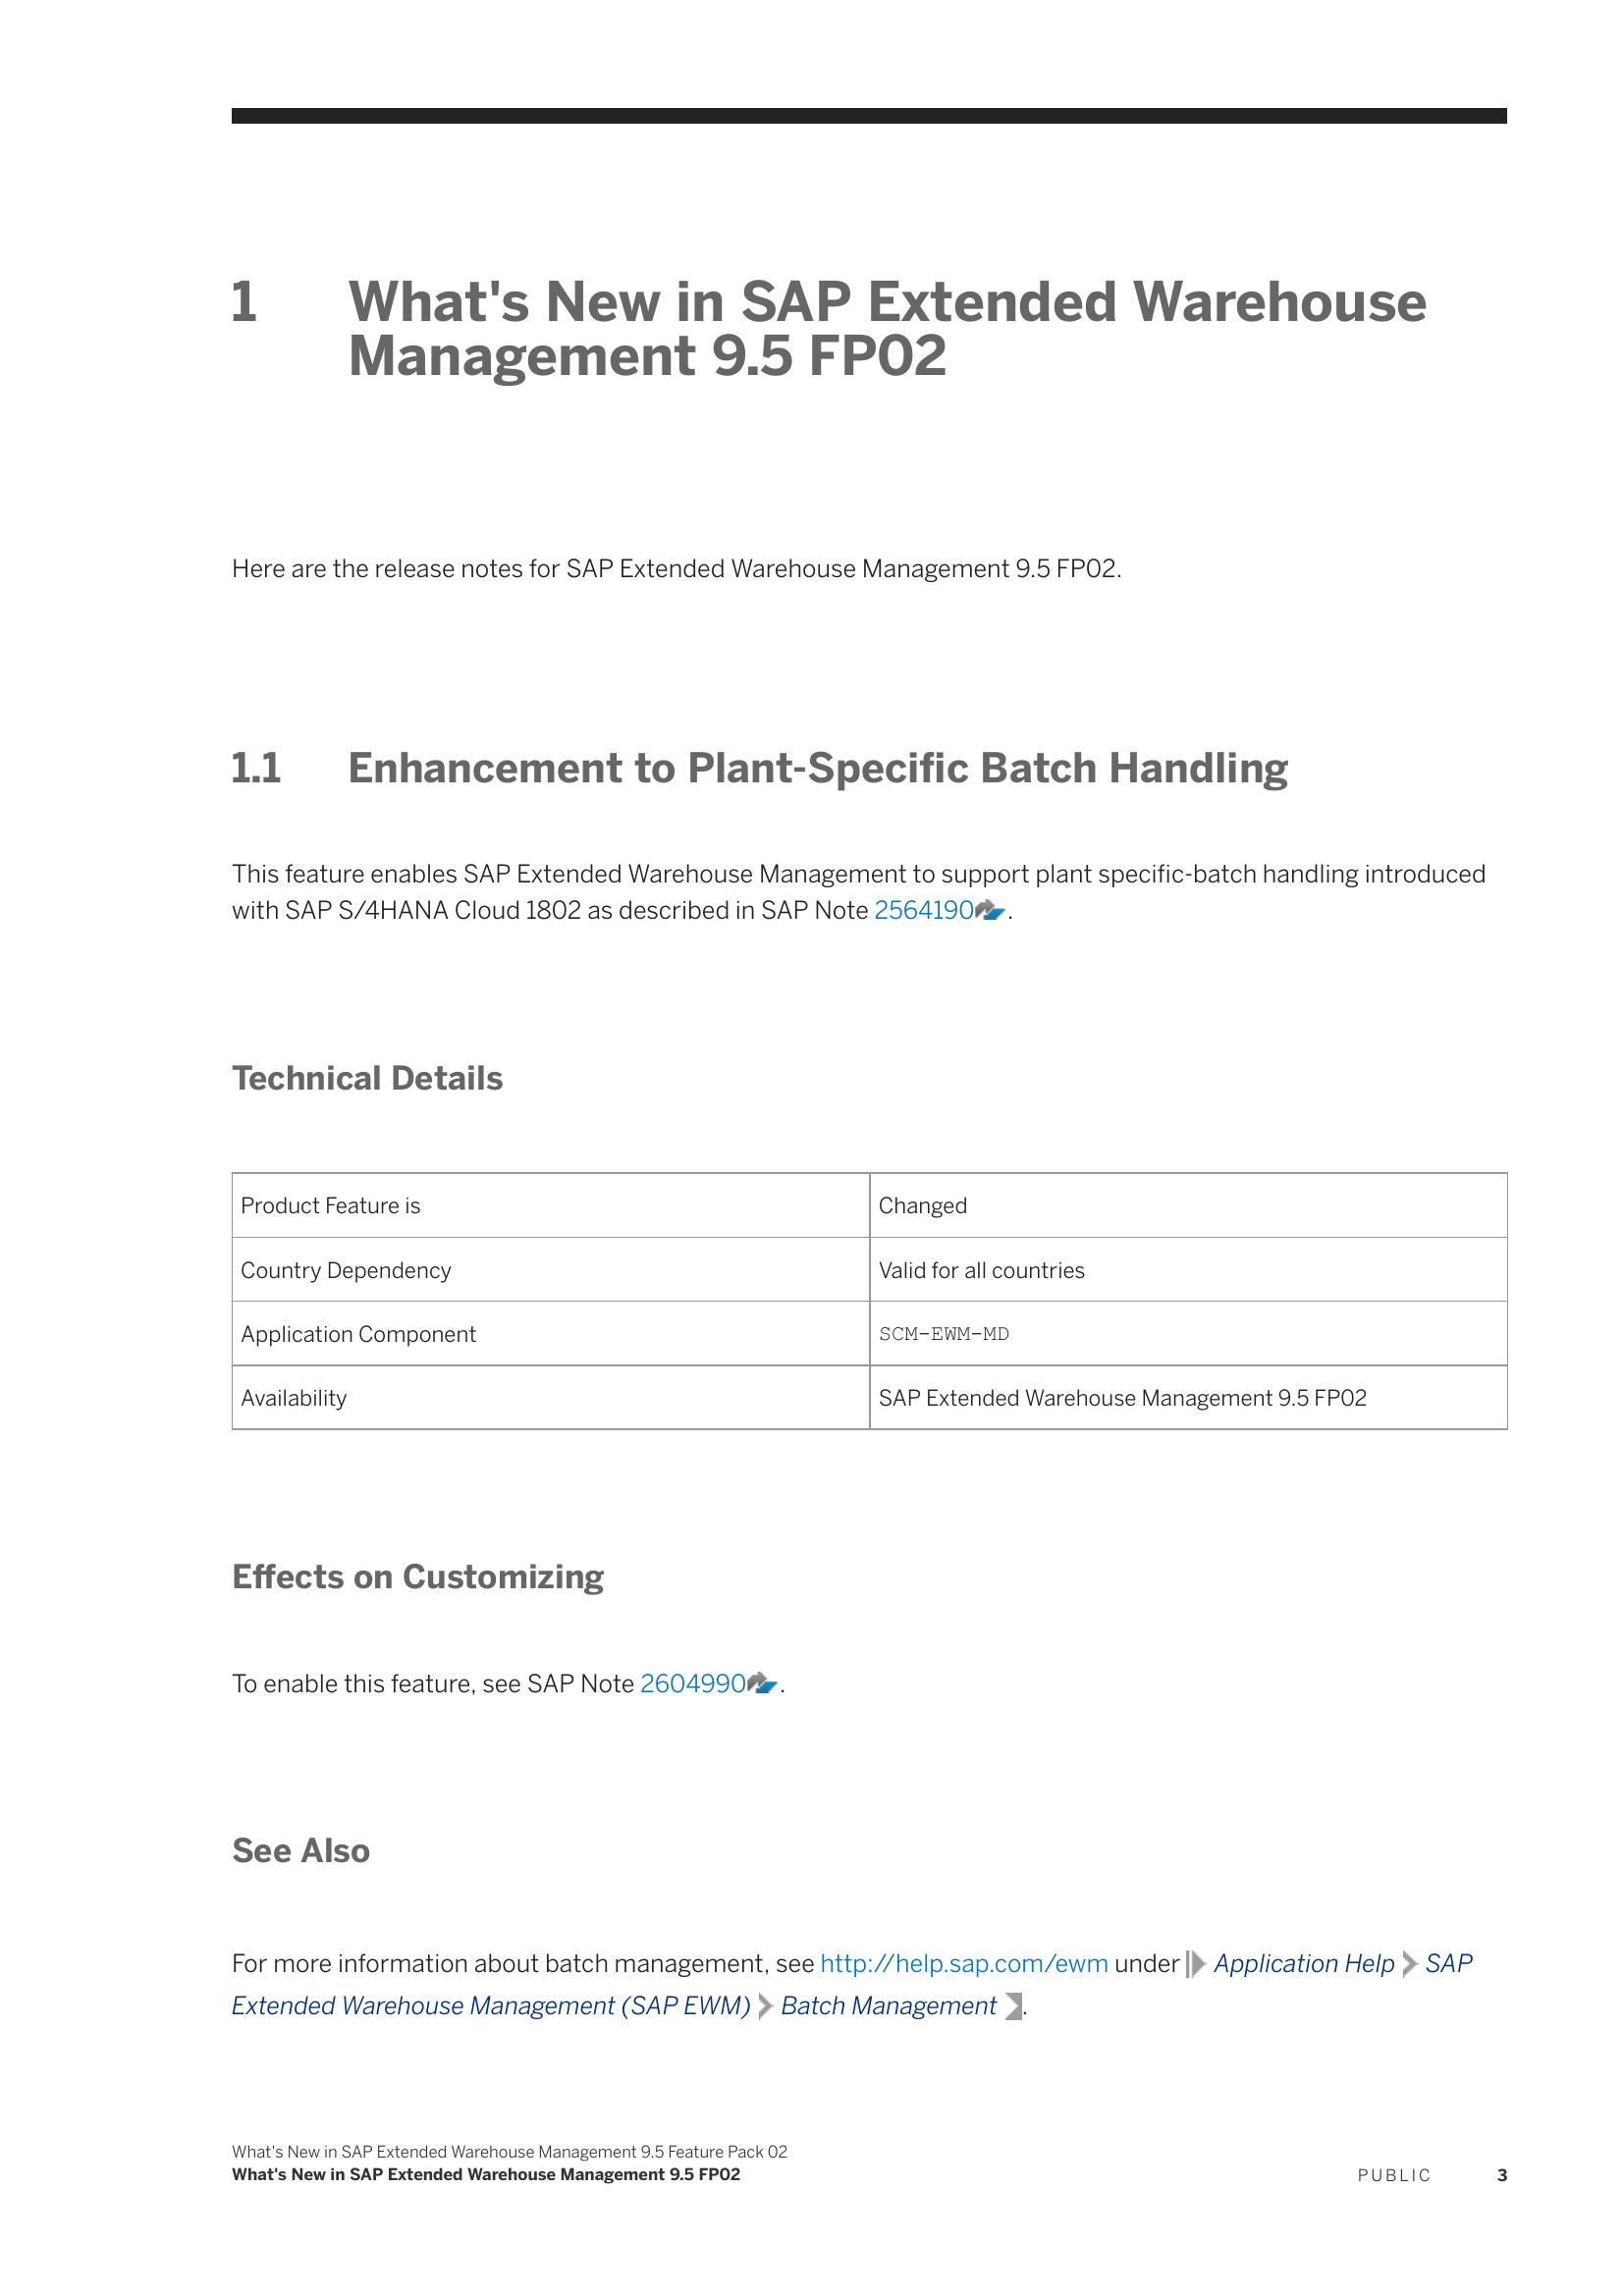 1 What's New in SAP Extended Warehouse
Management 9.5 FP02
Here are the release notes for SAP Extended Warehouse Management 9.5 FP02.
1.1 Enhancement to Plant-Specific Batch Handling
This feature enables SAP Extended Warehouse Management to support plant specific-batch handling introduced
with SAP S/4HANA Cloud 1802 as described in SAP Note 2564190.
Technical Details
Product Feature is Changed
Country Dependency Valid for all countries
Application Component SCM-EWM-MD
Availability SAP Extended Warehouse Management 9.5 FP02
Effects on Customizing
To enable this feature, see SAP Note 2604990.
See Also
For more information about batch management, see http://help.sap.com/ewm under Application Help SAP
Extended Warehouse Management (SAP EWM) Batch Management .
What's New in SAP Extended Warehouse Management 9.5 Feature Pack 02
What's New in SAP Extended Warehouse Management 9.5 FP02 PUBLIC 3